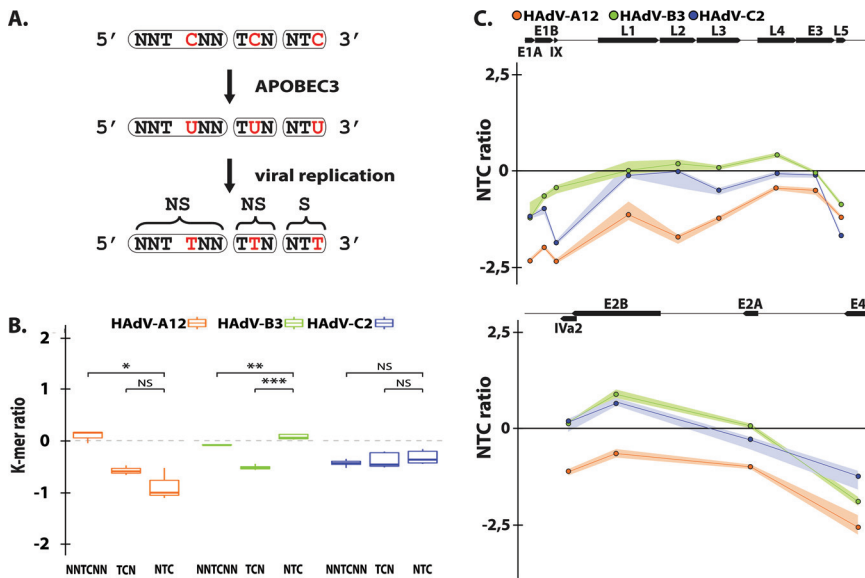 A.
5′ NNT CNN TCN NTC 3′
APOBEC3
5′ NNT UNN TUN NTU 3′
viral replication
NS NS S
5′ NNT TNN TTN NTT 3′
B.
HAdV-A12 HAdV-B3 HAdV-C2
K-mer ratio
2
1
0
-1
-2
* NS
** ***
NS NS
NNTCNN TCN NTC NNTCNN TCN NTC NNTCNN TCN NTC
C.
HAdV-A12 HAdV-B3 HAdV-C2
E1B L1 L2 L3 L4 E3 L5
E1A IX
NTC ratio
2,5
0
-2,5
E2B E2A E4
IVa2
NTC ratio
2,5
0
-2,5